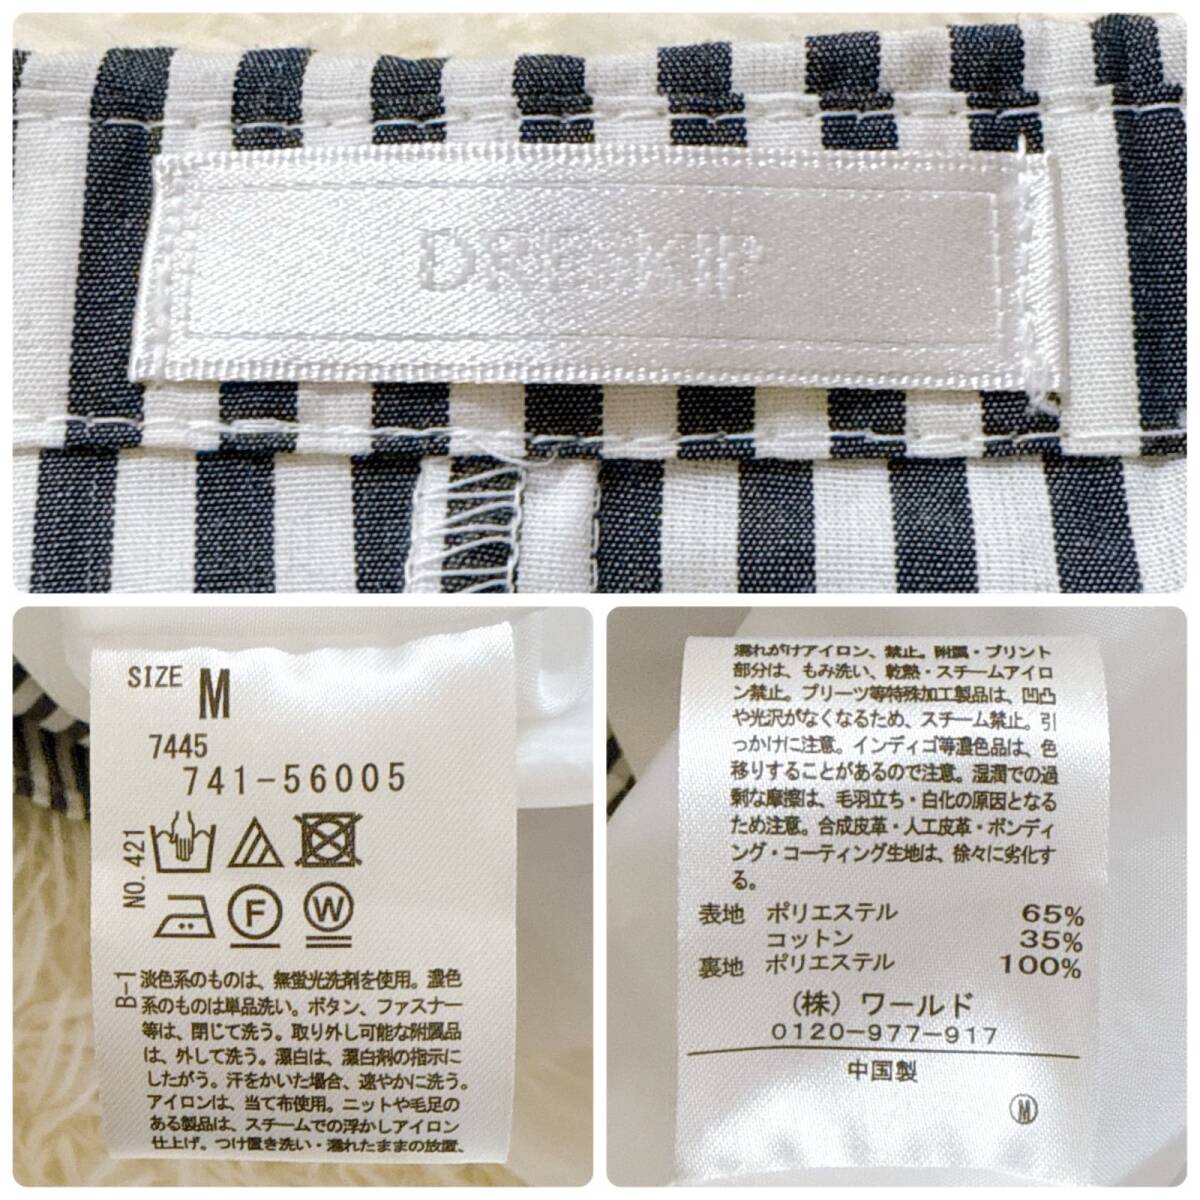 DRESKIP
SIZE M
7445
741-56005
NO. 421
F
W
B-1
淡色系のものは、無蛍光洗剤を使用。濃色
系のものは単品洗い。ボタン、ファスナー
等は、閉じて洗う。取り外し可能な附属品
は、外して洗う。漂白は、漂白剤の指示に
したがう。汗をかいた場合、速やかに洗う。
アイロンは、当て布使用。ニットや毛足の
ある製品は、スチームでの浮かしアイロン
仕上げ。つけ置き洗い・濡れたままの放置、
濡れがけアイロン、禁止。附属・プリント
部分は、もみ洗い、乾熱・スチームアイロ
ン禁止。プリーツ等特殊加工製品は、凹凸
や光沢がなくなるため、スチーム禁止。引
っかけに注意。インディゴ等濃色品は、色
移りすることがあるので注意。湿潤での過
剰な摩擦は、毛羽立ち・白化の原因となる
ため注意。合成皮革・人工皮革・ボンディ
ング・コーティング生地は、徐々に劣化す
る。
表地 ポリエステル 65%
コットン 35%
裏地 ポリエステル 100%
(株) ワールド
0120-977-917
中国製
Ⓜ